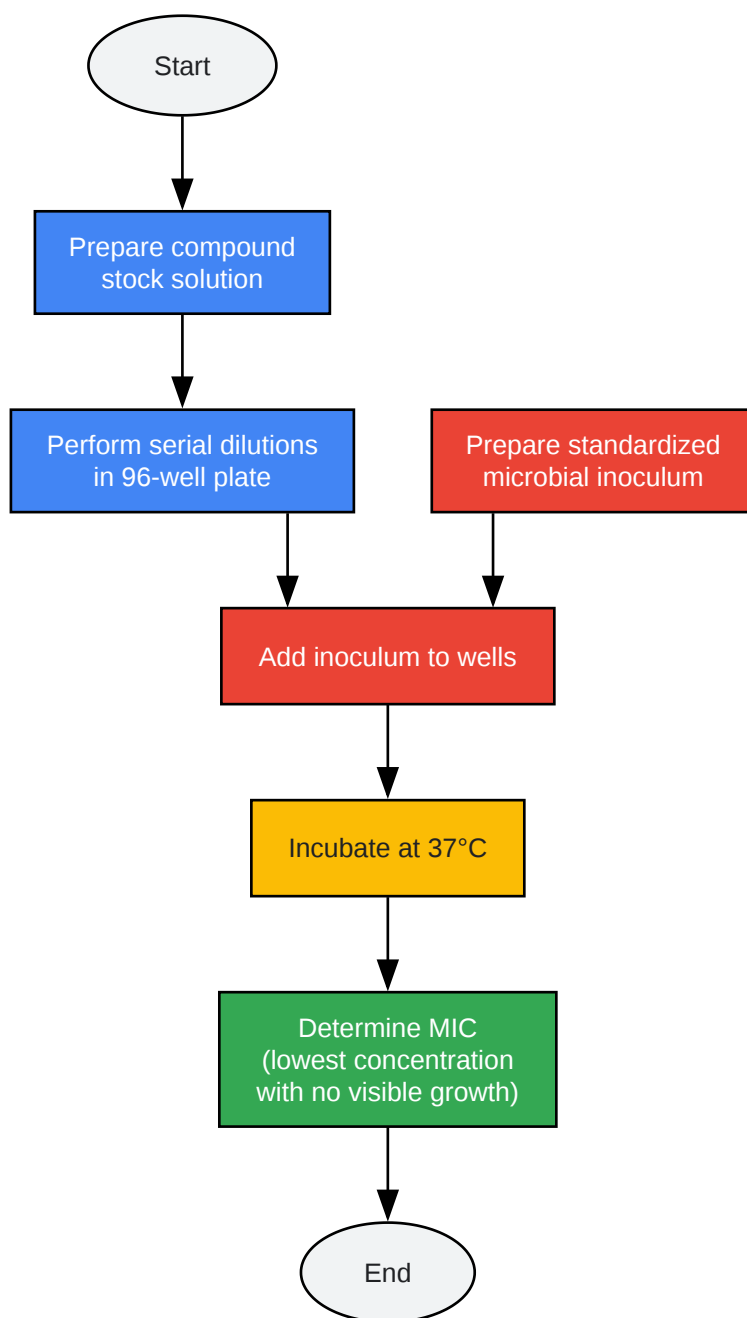 Start
Prepare compound
stock solution
Perform serial dilutions
in 96-well plate
Prepare standardized
microbial inoculum
Add inoculum to wells
Incubate at 37°C
Determine MIC
(lowest concentration
with no visible growth)
End